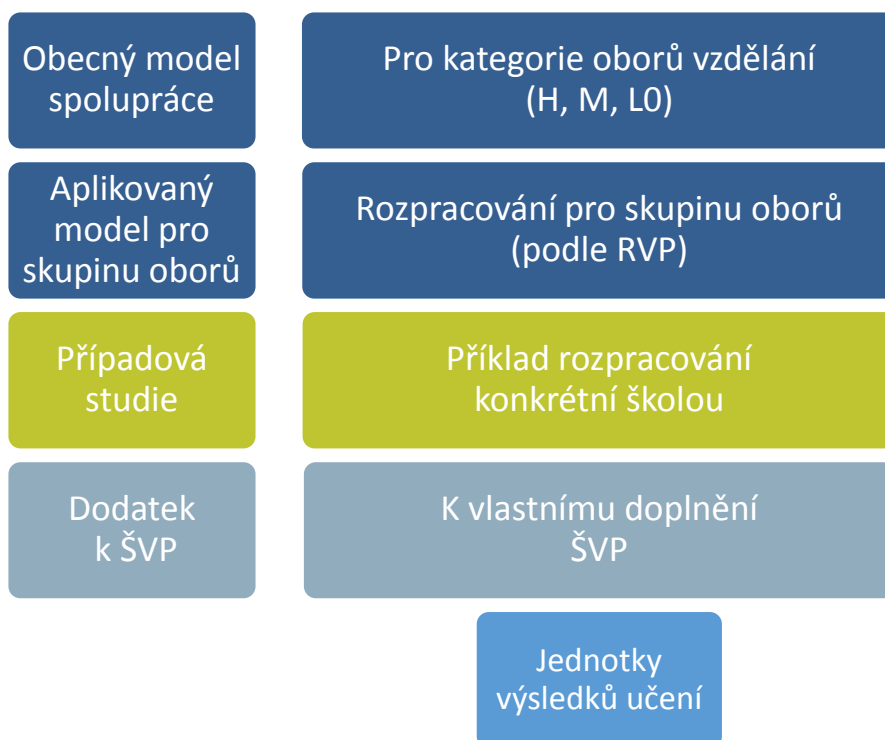 Obecný model
spolupráce
Pro kategorie oborů vzdělání
(H, M, L0)
Aplikovaný
model pro
skupinu oborů
Rozpracování pro skupinu oborů
(podle RVP)
Případová
studie
Příklad rozpracování
konkrétní školou
Dodatek
k ŠVP
K vlastnímu doplnění
ŠVP
Jednotky
výsledků učení